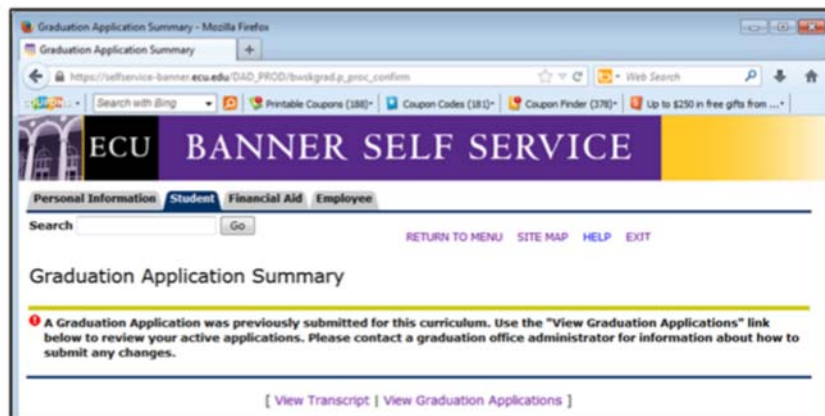 Graduation Application Summary - Mozilla Firefox
Graduation Application Summary +
https://selfservice-banner.ecu.edu/DAD_PROD/bwskgrad.p_proc_confirm Web Search
Search with Bing Printable Coupons (188) Coupon Codes (181) Coupon Finder (378) Up to $250 in free gifts from ...
ECU BANNER SELF SERVICE
Personal Information Student Financial Aid Employee
Search Go
RETURN TO MENU SITE MAP HELP EXIT
Graduation Application Summary
A Graduation Application was previously submitted for this curriculum. Use the "View Graduation Applications" link
below to review your active applications. Please contact a graduation office administrator for information about how to
submit any changes.
[ View Transcript | View Graduation Applications ]